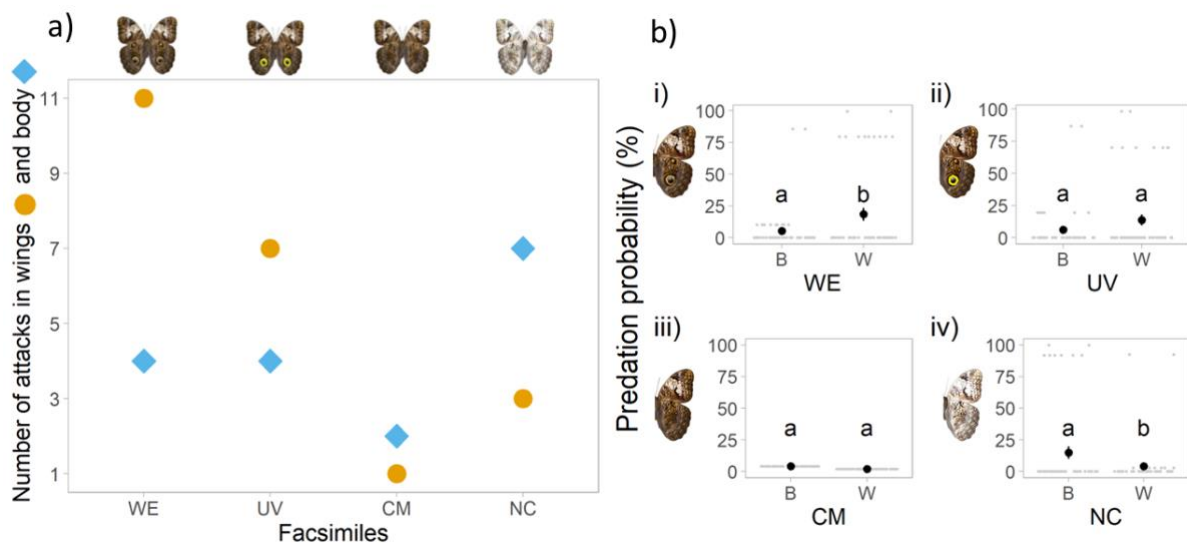 a)
Number of attacks in wings and body
11
9
7
5
3
1
WE UV CM NC
Facsimiles
b)
Predation probability (%)
i)
100
75
50
25
0
a b
B W
WE
ii)
100
75
50
25
0
a a
B W
UV
iii)
100
75
50
25
0
a a
B W
CM
iv)
100
75
50
25
0
a b
B W
NC